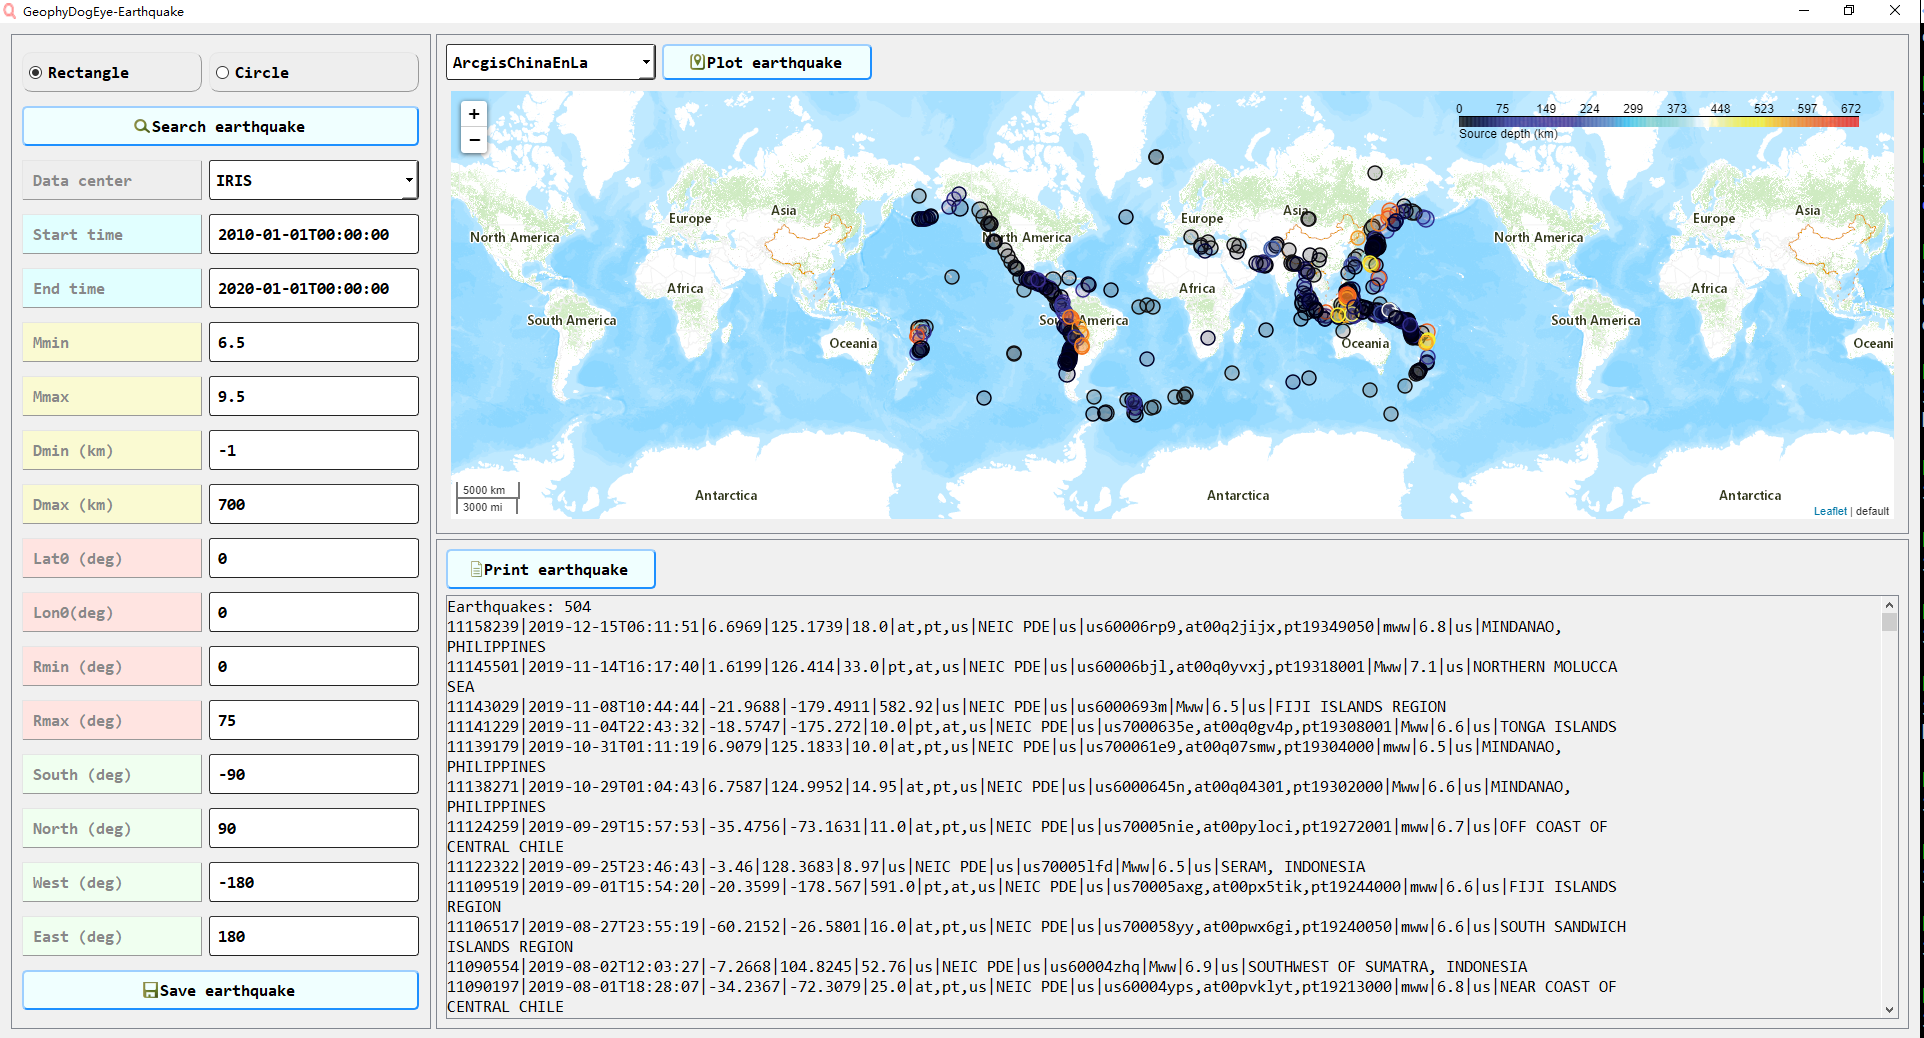 GeophyDogEye-Earthquake
Rectangle
Circle
Search earthquake
Data center
IRIS
Start time
2010-01-01T00:00:00
End time
2020-01-01T00:00:00
Mmin
6.5
Mmax
9.5
Dmin (km)
-1
Dmax (km)
700
Lat0 (deg)
0
Lon0(deg)
0
Rmin (deg)
0
Rmax (deg)
75
South (deg)
-90
North (deg)
90
West (deg)
-180
East (deg)
180
Save earthquake
ArcgisChinaEnLa
Plot earthquake
+
−
0 75 149 224 299 373 448 523 597 672
Source depth (km)
Europe
Asia
North America
Africa
South America
Oceania
Antarctica
Europe
Asia
North America
Africa
South America
Oceania
Antarctica
Europe
Asia
North America
Africa
South America
Oceani
Antarctica
5000 km
3000 mi
Leaflet | default
Print earthquake
Earthquakes: 504
11158239|2019-12-15T06:11:51|6.6969|125.1739|18.0|at,pt,us|NEIC PDE|us|us60006rp9,at00q2jijx,pt19349050|mww|6.8|us|MINDANAO,
PHILIPPINES
11145501|2019-11-14T16:17:40|1.6199|126.414|33.0|pt,at,us|NEIC PDE|us|us60006bjl,at00q0yvxj,pt19318001|Mww|7.1|us|NORTHERN MOLUCCA
SEA
11143029|2019-11-08T10:44:44|-21.9688|-179.4911|582.92|us|NEIC PDE|us|us6000693m|Mww|6.5|us|FIJI ISLANDS REGION
11141229|2019-11-04T22:43:32|-18.5747|-175.272|10.0|pt,at,us|NEIC PDE|us|us7000635e,at00q0gv4p,pt19308001|Mww|6.6|us|TONGA ISLANDS
11139179|2019-10-31T01:11:19|6.9079|125.1833|10.0|at,pt,us|NEIC PDE|us|us700061e9,at00q07smw,pt19304000|mww|6.5|us|MINDANAO,
PHILIPPINES
11138271|2019-10-29T01:04:43|6.7587|124.9952|14.95|at,pt,us|NEIC PDE|us|us6000645n,at00q04301,pt19302000|Mww|6.6|us|MINDANAO,
PHILIPPINES
11124259|2019-09-29T15:57:53|-35.4756|-73.1631|11.0|at,pt,us|NEIC PDE|us|us70005nie,at00pyloci,pt19272001|mww|6.7|us|OFF COAST OF
CENTRAL CHILE
11122322|2019-09-25T23:46:43|-3.46|128.3683|8.97|us|NEIC PDE|us|us70005lfd|Mww|6.5|us|SERAM, INDONESIA
11109519|2019-09-01T15:54:20|-20.3599|-178.567|591.0|pt,at,us|NEIC PDE|us|us70005axg,at00px5tik,pt19244000|mww|6.6|us|FIJI ISLANDS
REGION
11106517|2019-08-27T23:55:19|-60.2152|-26.5801|16.0|at,pt,us|NEIC PDE|us|us700058yy,at00pwx6gi,pt19240050|mww|6.6|us|SOUTH SANDWICH
ISLANDS REGION
11090554|2019-08-02T12:03:27|-7.2668|104.8245|52.76|us|NEIC PDE|us|us60004zhq|Mww|6.9|us|SOUTHWEST OF SUMATRA, INDONESIA
11090197|2019-08-01T18:28:07|-34.2367|-72.3079|25.0|at,pt,us|NEIC PDE|us|us60004yps,at00pvklyt,pt19213000|mww|6.8|us|NEAR COAST OF
CENTRAL CHILE